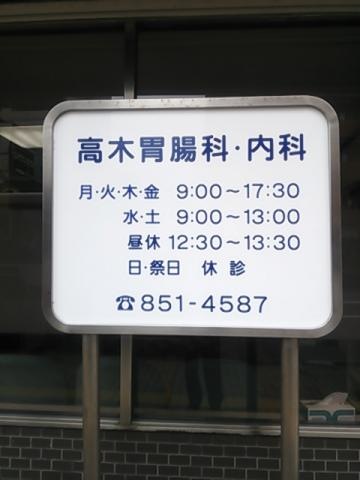 高木胃腸科・内科
月・火・木・金 9:00～17:30
水・土 9:00～13:00
昼休 12:30～13:30
日・祭日 休診
☎851-4587